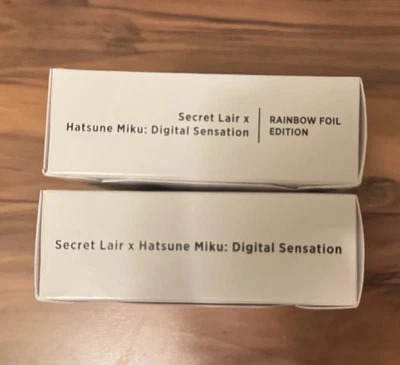 Secret Lair x
Hatsune Miku: Digital Sensation
RAINBOW FOIL
EDITION
Secret Lair x Hatsune Miku: Digital Sensation